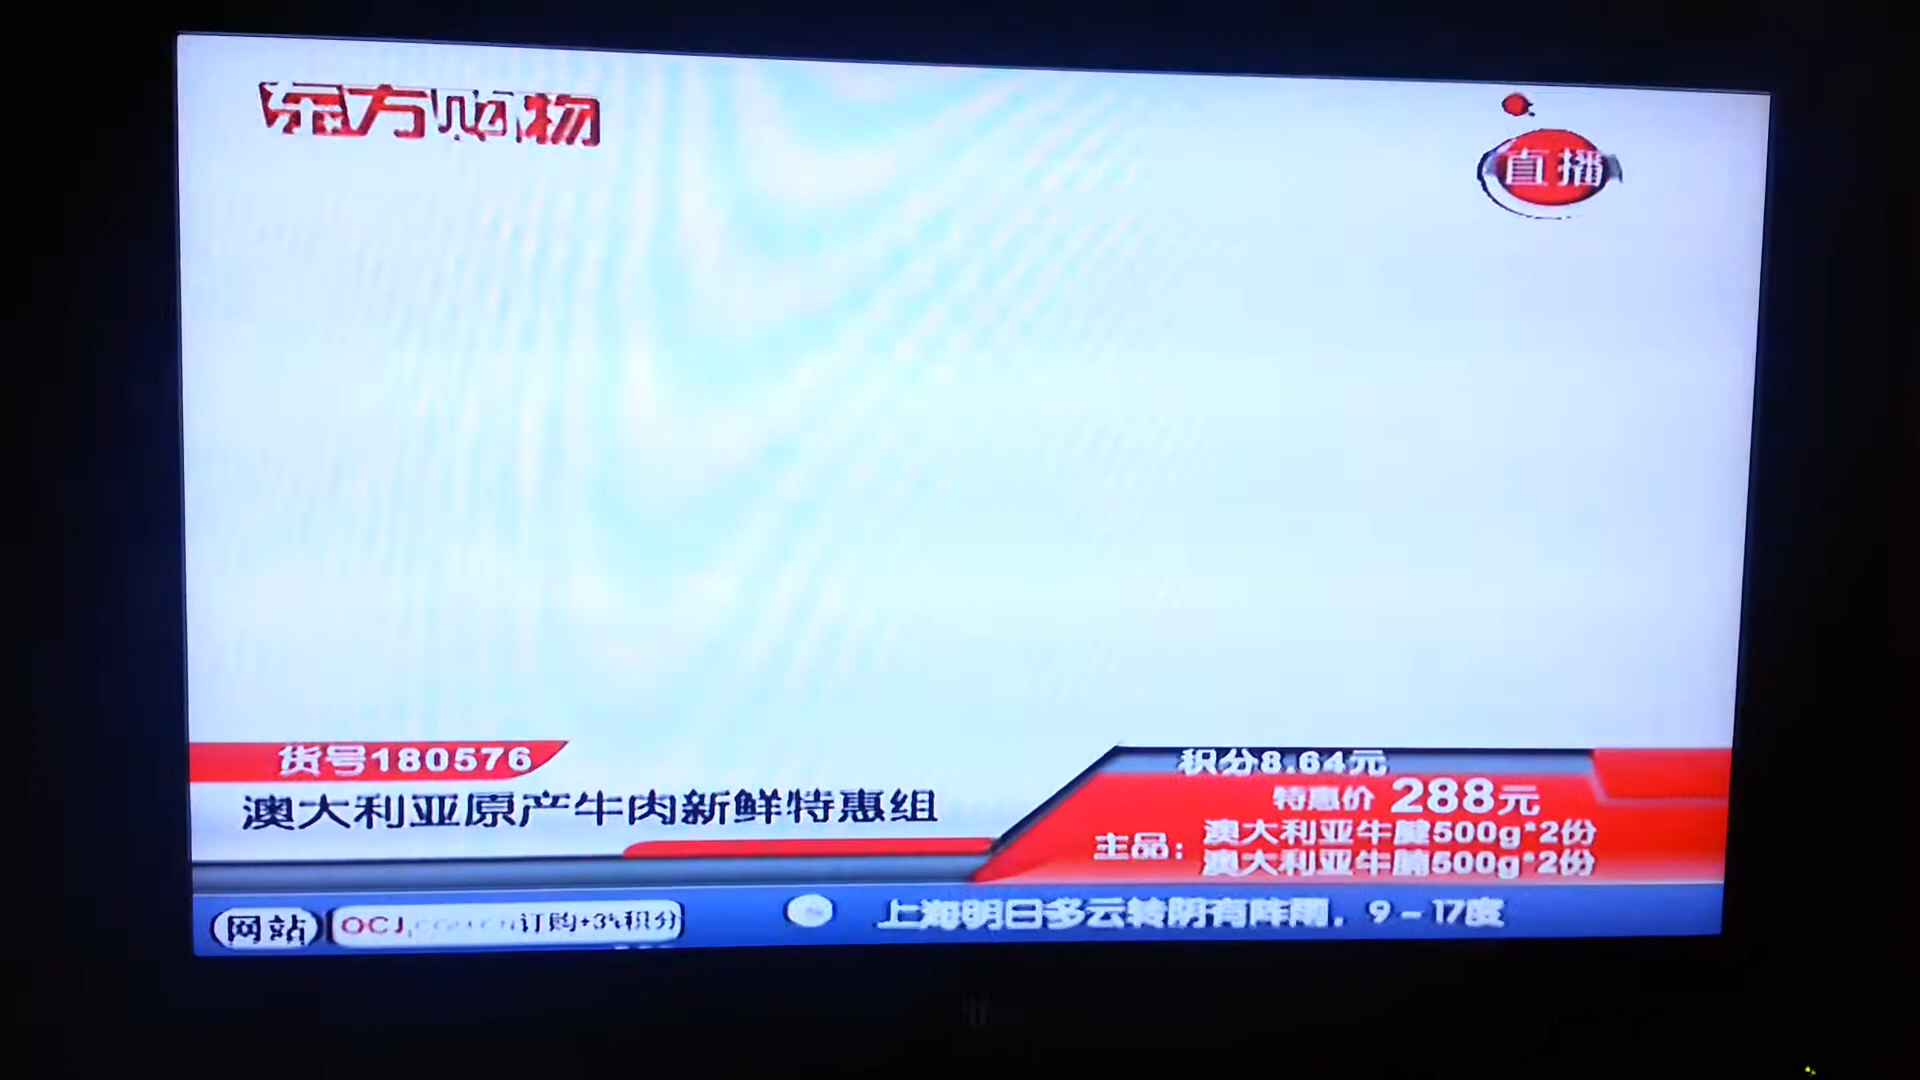 东方购物
直播
货号180576
澳大利亚原产牛肉新鲜特惠组
积分8.64元
特惠价 288元
主品：
澳大利亚牛腱500g*2份
澳大利亚牛腩500g*2份
网站
OCJ.com.cn订购+3%积分
上海明日多云转阴有阵雨，9－17度